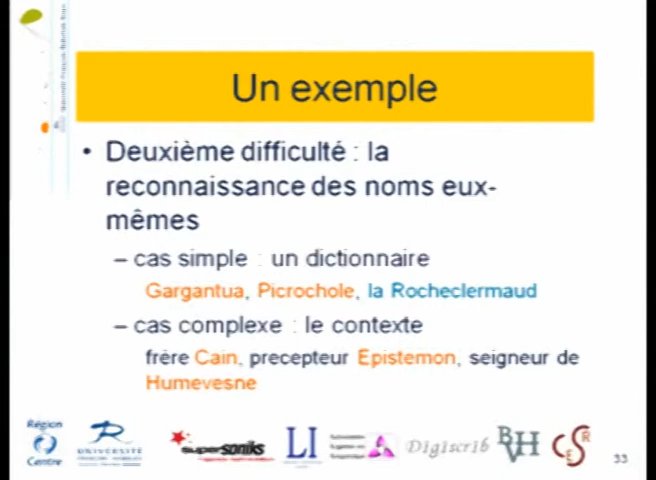 Un exemple
• Deuxième difficulté : la
reconnaissance des noms eux-
mêmes
– cas simple : un dictionnaire
Gargantua, Picrochole, la Rocheclermaud
– cas complexe : le contexte
frère Cain, precepteur Epistemon, seigneur de
Humevesne
Région
Centre
UNIVERSITÉ
supersoniks
LI
Digiscrib
BVH
CESR
33